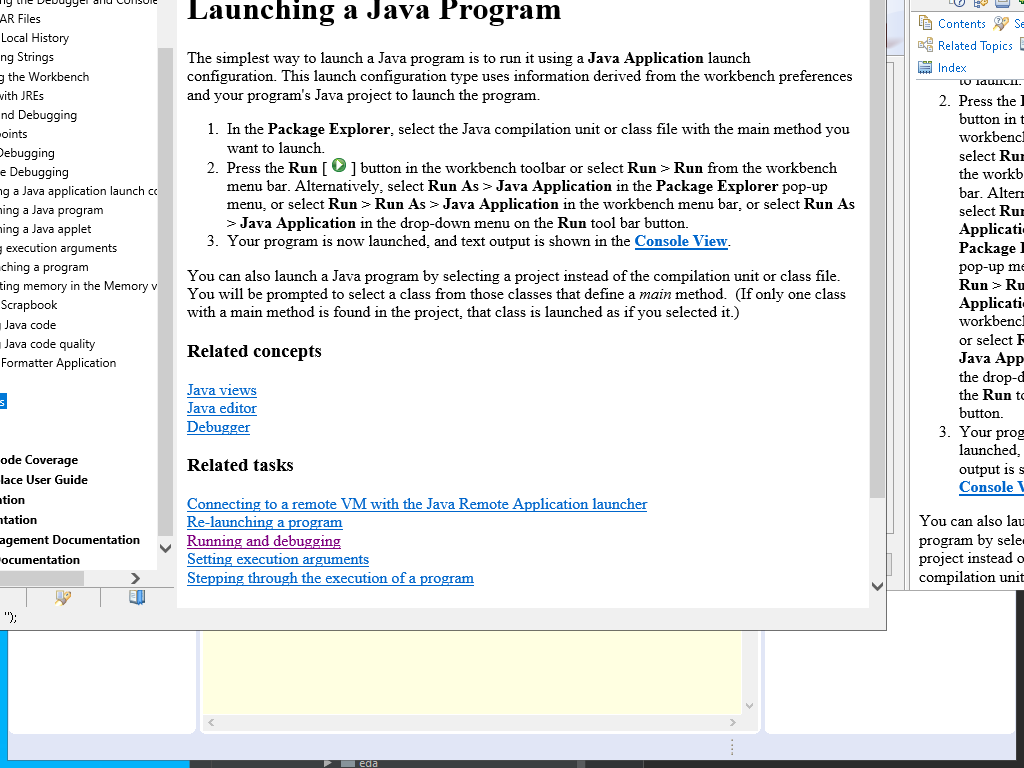 ng the Debugger and Console
AR Files
Local History
ng Strings
g the Workbench
with JREs
nd Debugging
points
Debugging
e Debugging
ng a Java application launch co
hing a Java program
hing a Java applet
g execution arguments
ching a program
ting memory in the Memory v
Scrapbook
g Java code
g Java code quality
Formatter Application
s
ode Coverage
place User Guide
tion
ntation
agement Documentation
Documentation
");
Launching a Java Program
The simplest way to launch a Java program is to run it using a Java Application launch
configuration. This launch configuration type uses information derived from the workbench preferences
and your program's Java project to launch the program.
1. In the Package Explorer, select the Java compilation unit or class file with the main method you
want to launch.
2. Press the Run [ ] button in the workbench toolbar or select Run > Run from the workbench
menu bar. Alternatively, select Run As > Java Application in the Package Explorer pop-up
menu, or select Run > Run As > Java Application in the workbench menu bar, or select Run As
> Java Application in the drop-down menu on the Run tool bar button.
3. Your program is now launched, and text output is shown in the Console View.
You can also launch a Java program by selecting a project instead of the compilation unit or class file.
You will be prompted to select a class from those classes that define a main method.  (If only one class
with a main method is found in the project, that class is launched as if you selected it.)
Related concepts
Java views
Java editor
Debugger
Related tasks
Connecting to a remote VM with the Java Remote Application launcher
Re-launching a program
Running and debugging
Setting execution arguments
Stepping through the execution of a program
Contents Se
Related Topics
Index
to launch.
2. Press the R
button in t
workbench
select Run
the workb
bar. Altern
select Run
Applicatio
Package E
pop-up me
Run > Ru
Applicatio
workbench
or select R
Java App
the drop-d
the Run to
button.
3. Your prog
launched,
output is s
Console V
You can also lau
program by selec
project instead o
compilation unit
eda